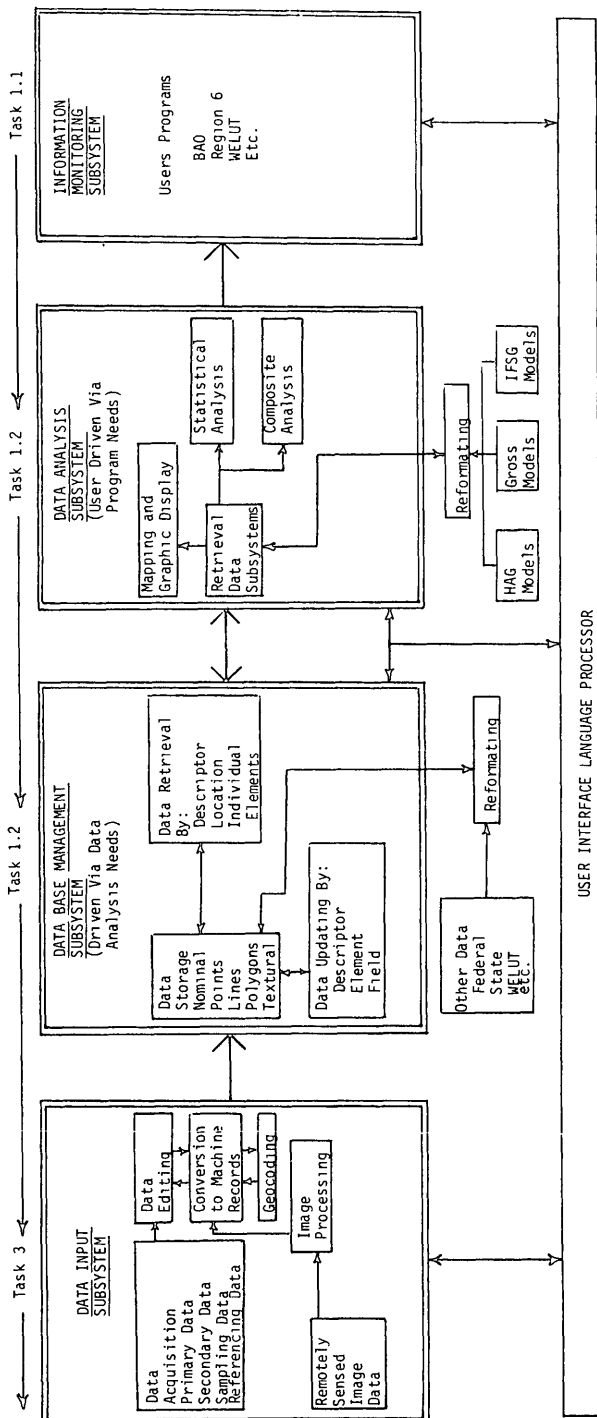 Task 3
Task 1.2
Task 1.2
Task 1.1
DATA INPUT
SUBSYSTEM
Data
Acquisition
Primary Data
Secondary Data
Sampling Data
Referencing Data
Data
Editing
Conversion
to Machine
Records
Geocoding
Image
Processing
Remotely
Sensed
Image
Data
DATA BASE MANAGEMENT
SUBSYSTEM
(Driven Via Data
Analysis Needs)
Data
Storage
Nominal
Points
Lines
Polygons
Textural
Data Retrieval
By: Descriptor
Location
Individual
Elements
Data Updating By:
Descriptor
Element
Field
Other Data
Federal
State
WELUT
etc.
Reformating
DATA ANALYSIS
SUBSYSTEM
(User Driven Via
Program Needs)
Mapping and
Graphic Display
Retrieval
Data
Subsystems
Statistical
Analysis
Composite
Analysis
Reformating
HAG
Models
Gross
Models
IFSG
Models
INFORMATION
MONITORING
SUBSYSTEM
Users Programs
BAO
Region 6
WELUT
Etc.
USER INTERFACE LANGUAGE PROCESSOR